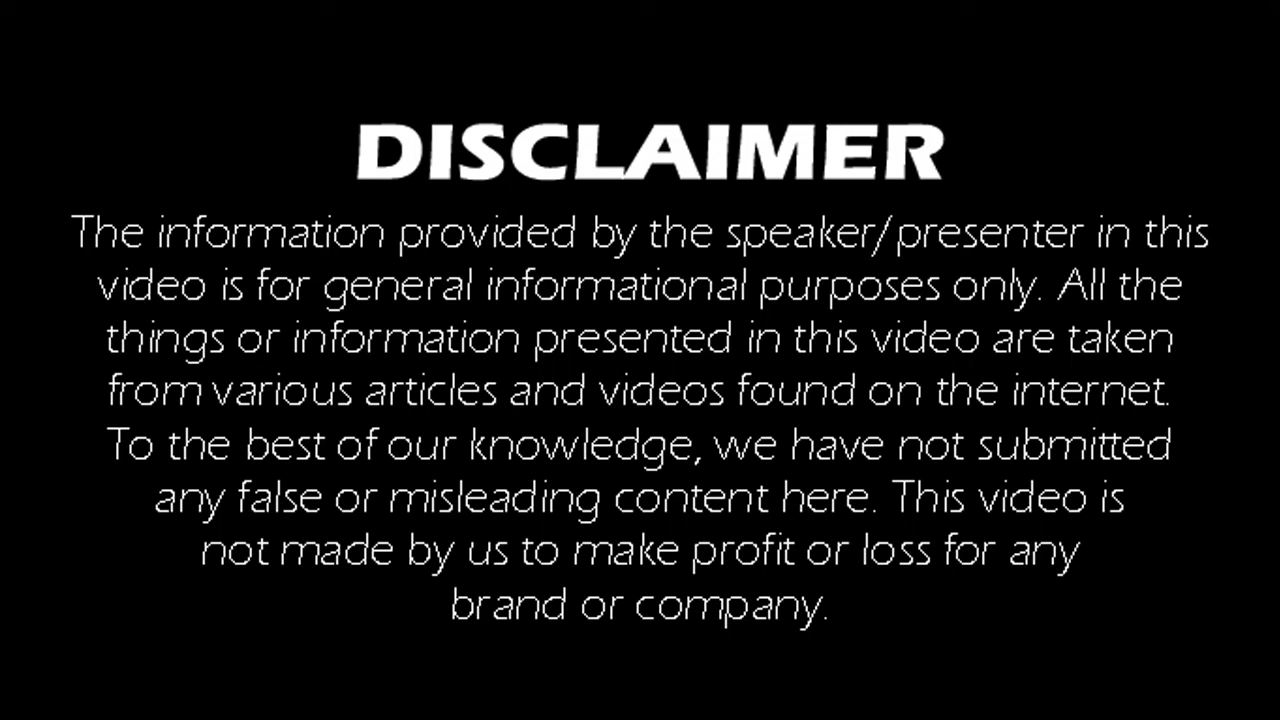 DISCLAIMER
The information provided by the speaker/presenter in this
video is for general informational purposes only. All the
things or information presented in this video are taken
from various articles and videos found on the internet.
To the best of our knowledge, we have not submitted
any false or misleading content here. This video is
not made by us to make profit or loss for any
brand or company.